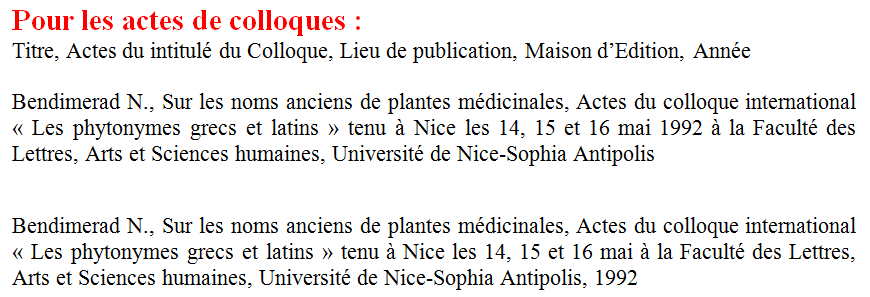 Pour les actes de colloques :
Titre, Actes du intitulé du Colloque, Lieu de publication, Maison d’Edition, Année
Bendimerad N., Sur les noms anciens de plantes médicinales, Actes du colloque international
« Les phytonymes grecs et latins » tenu à Nice les 14, 15 et 16 mai 1992 à la Faculté des
Lettres, Arts et Sciences humaines, Université de Nice-Sophia Antipolis
Bendimerad N., Sur les noms anciens de plantes médicinales, Actes du colloque international
« Les phytonymes grecs et latins » tenu à Nice les 14, 15 et 16 mai à la Faculté des Lettres,
Arts et Sciences humaines, Université de Nice-Sophia Antipolis, 1992